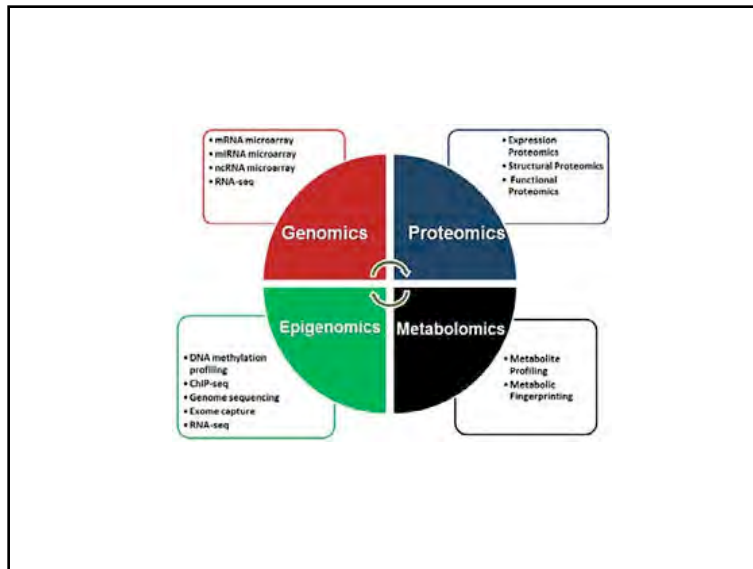 • mRNA microarray
• miRNA microarray
• ncRNA microarray
• RNA-seq
• Expression
Proteomics
• Structural Proteomics
• Functional
Proteomics
Genomics
Proteomics
Epigenomics
Metabolomics
• DNA methylation
profiling
• ChIP-seq
• Genome sequencing
• Exome capture
• RNA-seq
• Metabolite
Profiling
• Metabolic
Fingerprinting